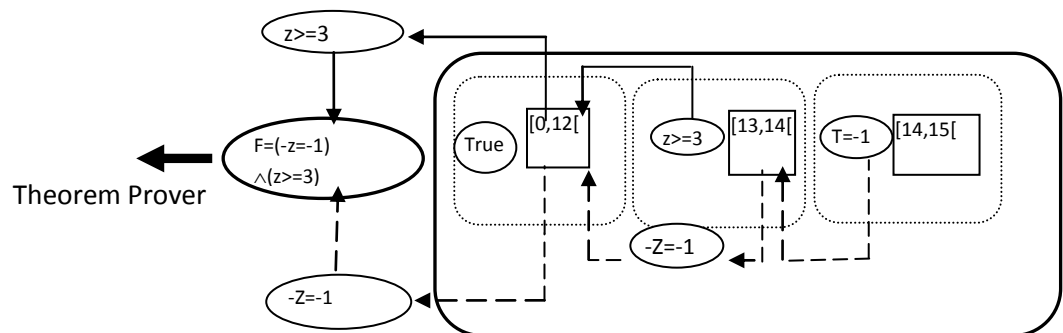 z>=3
[0,12[
True
z>=3
[13,14[
T=-1
[14,15[
F=(-z=-1)
∧(z>=3)
Theorem Prover
-Z=-1
-Z=-1